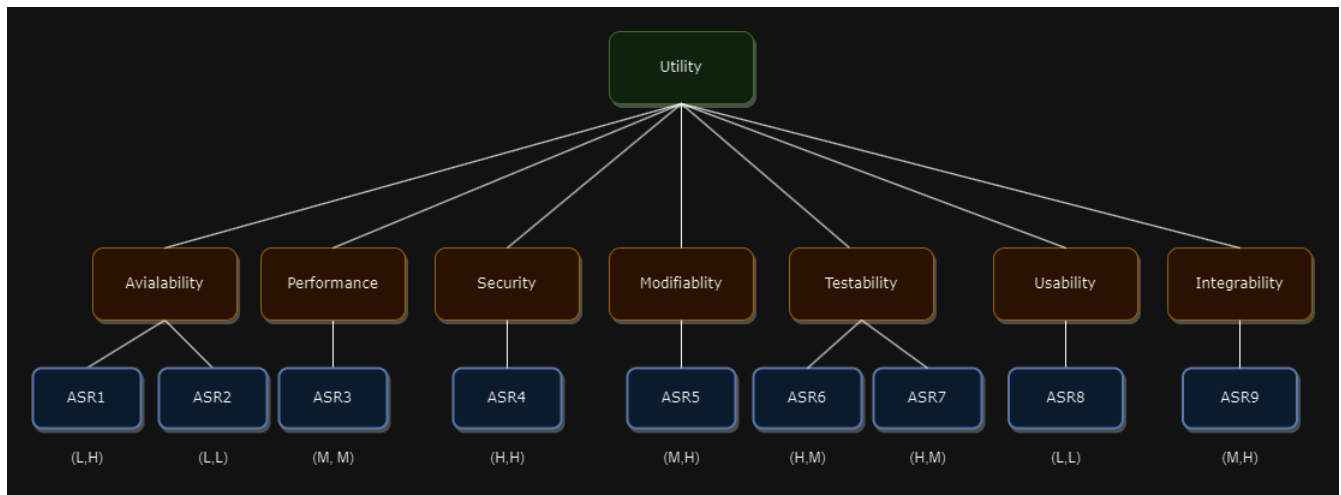 Utility
Avialability
Performance
Security
Modifiablity
Testability
Usability
Integrability
ASR1
ASR2
ASR3
ASR4
ASR5
ASR6
ASR7
ASR8
ASR9
(L,H)
(L,L)
(M, M)
(H,H)
(M,H)
(H,M)
(H,M)
(L,L)
(M,H)